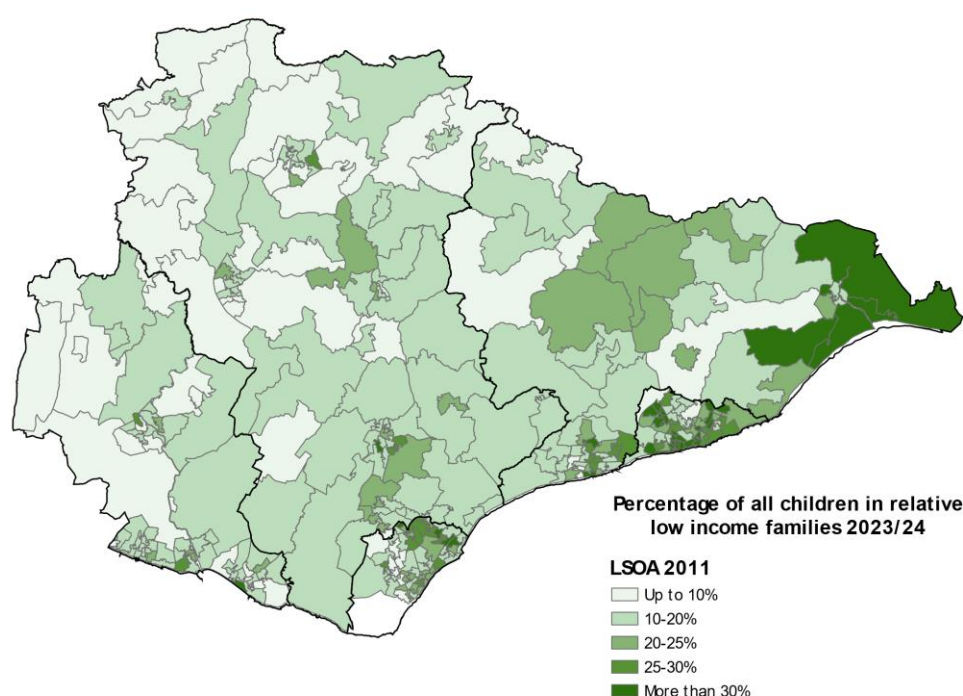 Percentage of all children in relative
low income families 2023/24
LSOA 2011
Up to 10%
10-20%
20-25%
25-30%
More than 30%